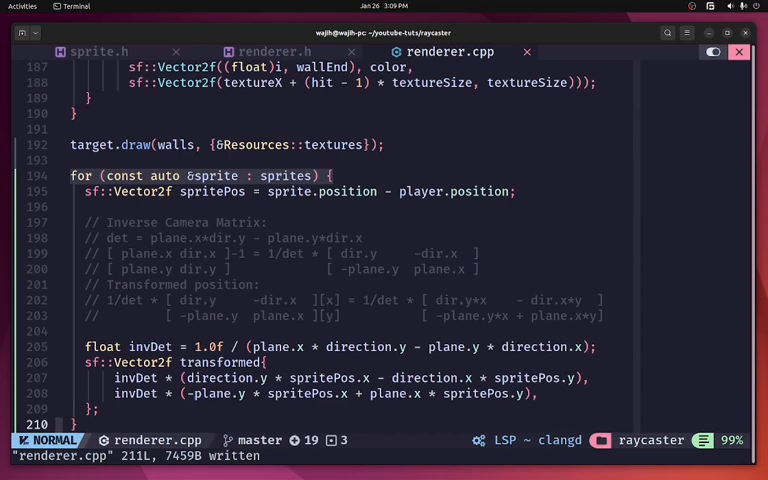 Activities Terminal Jan 26 3:09 PM
wajih@wajih-pc: ~/youtube-tuts/raycaster
sprite.h × renderer.h × renderer.cpp ×
187 sf::Vector2f((float)i, wallEnd), color,
188 sf::Vector2f(textureX + (hit - 1) * textureSize, textureSize)));
189 }
190 }
191
192 target.draw(walls, {&Resources::textures});
193
194 for (const auto &sprite : sprites) {
195 sf::Vector2f spritePos = sprite.position - player.position;
196
197 // Inverse Camera Matrix:
198 // det = plane.x*dir.y - plane.y*dir.x
199 // [ plane.x dir.x ]-1 = 1/det * [ dir.y -dir.x ]
200 // [ plane.y dir.y ] [ -plane.y plane.x ]
201 // Transformed position:
202 // 1/det * [ dir.y -dir.x ][x] = 1/det * [ dir.y*x - dir.x*y ]
203 // [ -plane.y plane.x ][y] [ -plane.y*x + plane.x*y]
204
205 float invDet = 1.0f / (plane.x * direction.y - plane.y * direction.x);
206 sf::Vector2f transformed{
207 invDet * (direction.y * spritePos.x - direction.x * spritePos.y),
208 invDet * (-plane.y * spritePos.x + plane.x * spritePos.y),
209 };
210 }
NORMAL renderer.cpp master 19 3 LSP ~ clangd raycaster 99%
"renderer.cpp" 211L, 7459B written